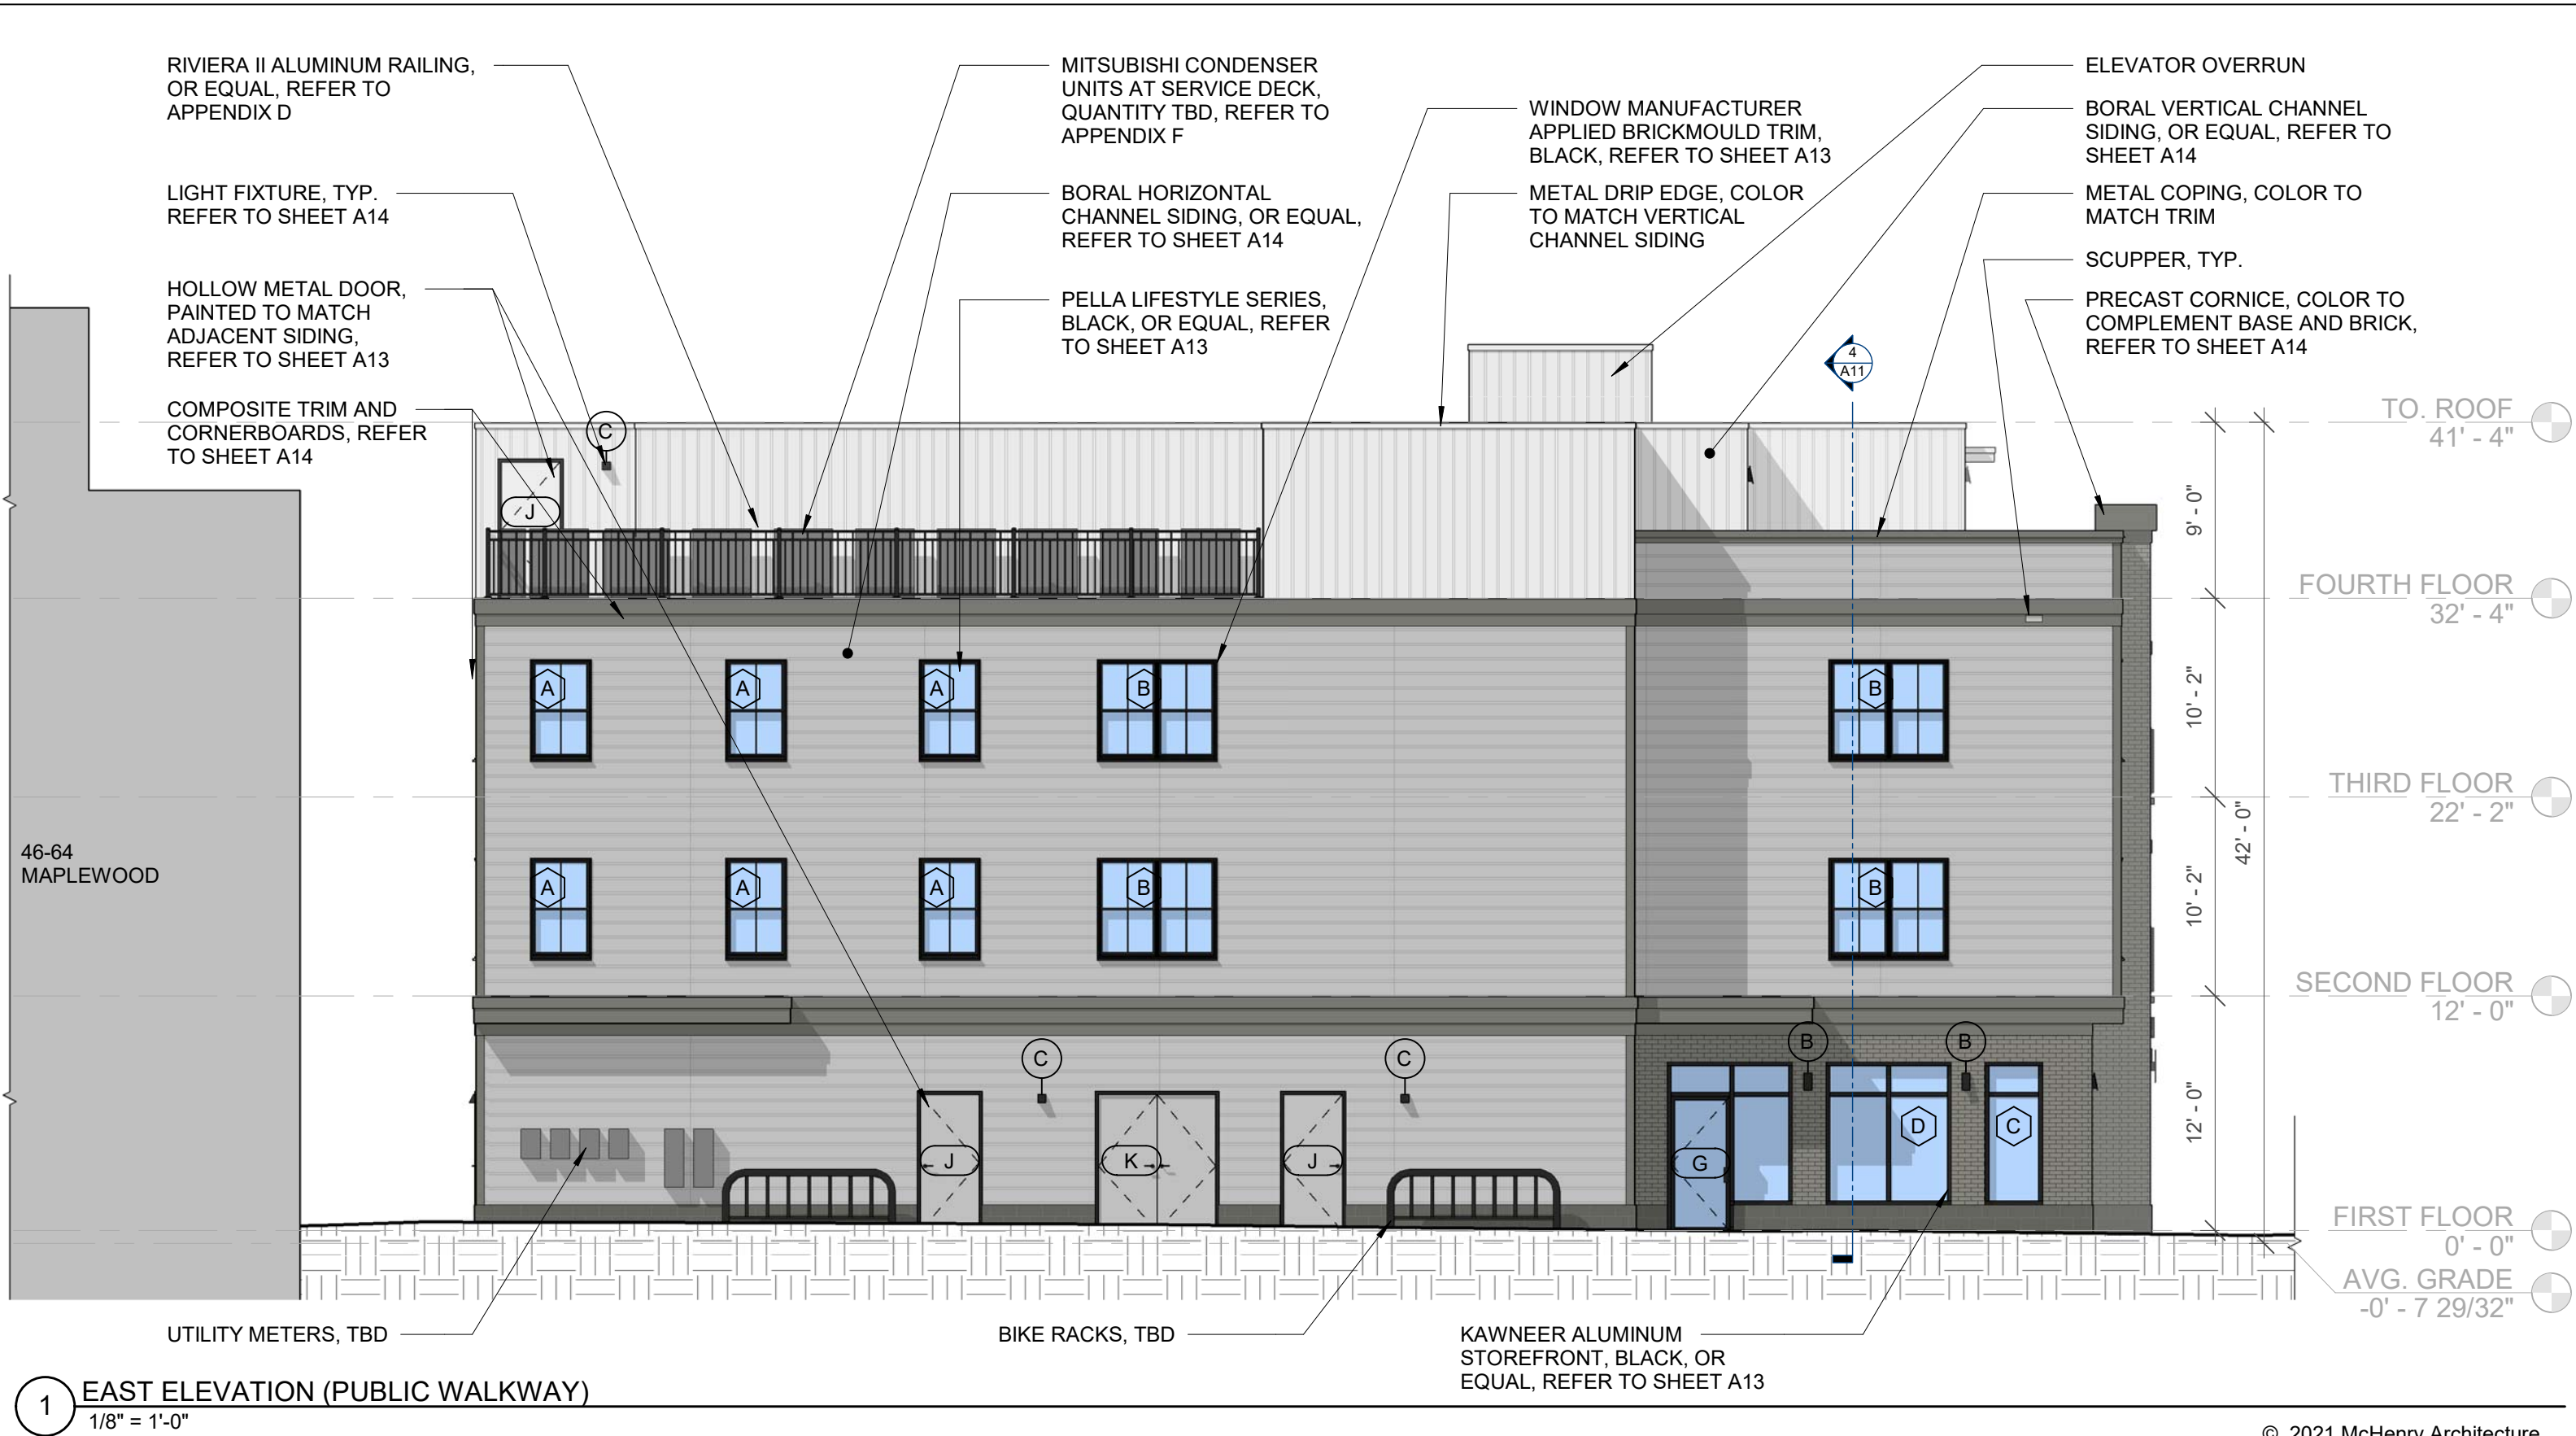 RIVIERA II ALUMINUM RAILING,
OR EQUAL, REFER TO
APPENDIX D
LIGHT FIXTURE, TYP.
REFER TO SHEET A14
HOLLOW METAL DOOR,
PAINTED TO MATCH
ADJACENT SIDING,
REFER TO SHEET A13
COMPOSITE TRIM AND
CORNERBOARDS, REFER
TO SHEET A14
MITSUBISHI CONDENSER
UNITS AT SERVICE DECK,
QUANTITY TBD, REFER TO
APPENDIX F
BORAL HORIZONTAL
CHANNEL SIDING, OR EQUAL,
REFER TO SHEET A14
PELLA LIFESTYLE SERIES,
BLACK, OR EQUAL, REFER
TO SHEET A13
WINDOW MANUFACTURER
APPLIED BRICKMOULD TRIM,
BLACK, REFER TO SHEET A13
METAL DRIP EDGE, COLOR
TO MATCH VERTICAL
CHANNEL SIDING
ELEVATOR OVERRUN
BORAL VERTICAL CHANNEL
SIDING, OR EQUAL, REFER TO
SHEET A14
METAL COPING, COLOR TO
MATCH TRIM
SCUPPER, TYP.
PRECAST CORNICE, COLOR TO
COMPLEMENT BASE AND BRICK,
REFER TO SHEET A14
4
A11
C
J
TO. ROOF
41' - 4"
9' - 0"
FOURTH FLOOR
32' - 4"
A
A
A
B
B
10' - 2"
THIRD FLOOR
22' - 2"
42' - 0"
46-64
MAPLEWOOD
A
A
A
B
B
10' - 2"
SECOND FLOOR
12' - 0"
C
C
B
B
J
K
J
G
D
C
12' - 0"
FIRST FLOOR
0' - 0"
AVG. GRADE
-0' - 7 29/32"
UTILITY METERS, TBD
BIKE RACKS, TBD
KAWNEER ALUMINUM
STOREFRONT, BLACK, OR
EQUAL, REFER TO SHEET A13
1
EAST ELEVATION (PUBLIC WALKWAY)
1/8" = 1'-0"
© 2021 McHenry Architecture